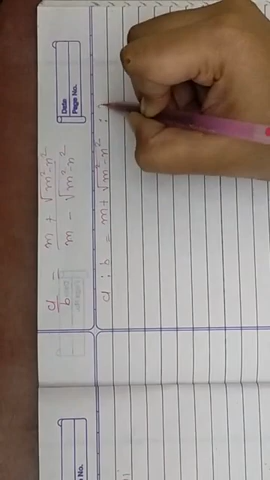 Date
Page No.
a/b = m + √m²-n² / m - √m²-n²
a : b = m + √m²-n² :
No.